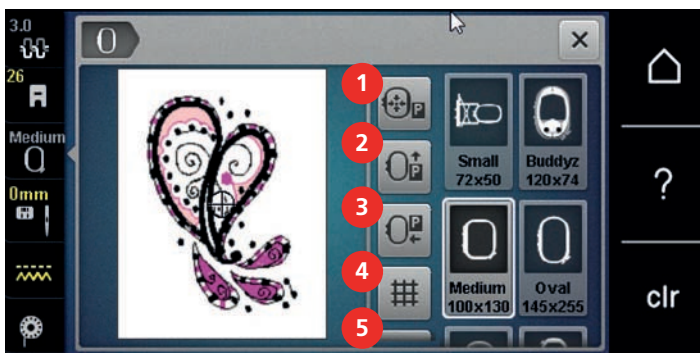 3.0
26
Medium
0mm
1
P
2
P
3
P
4
5
Small
72x50
Buddyz
120x74
Medium
100x130
Oval
145x255
?
clr